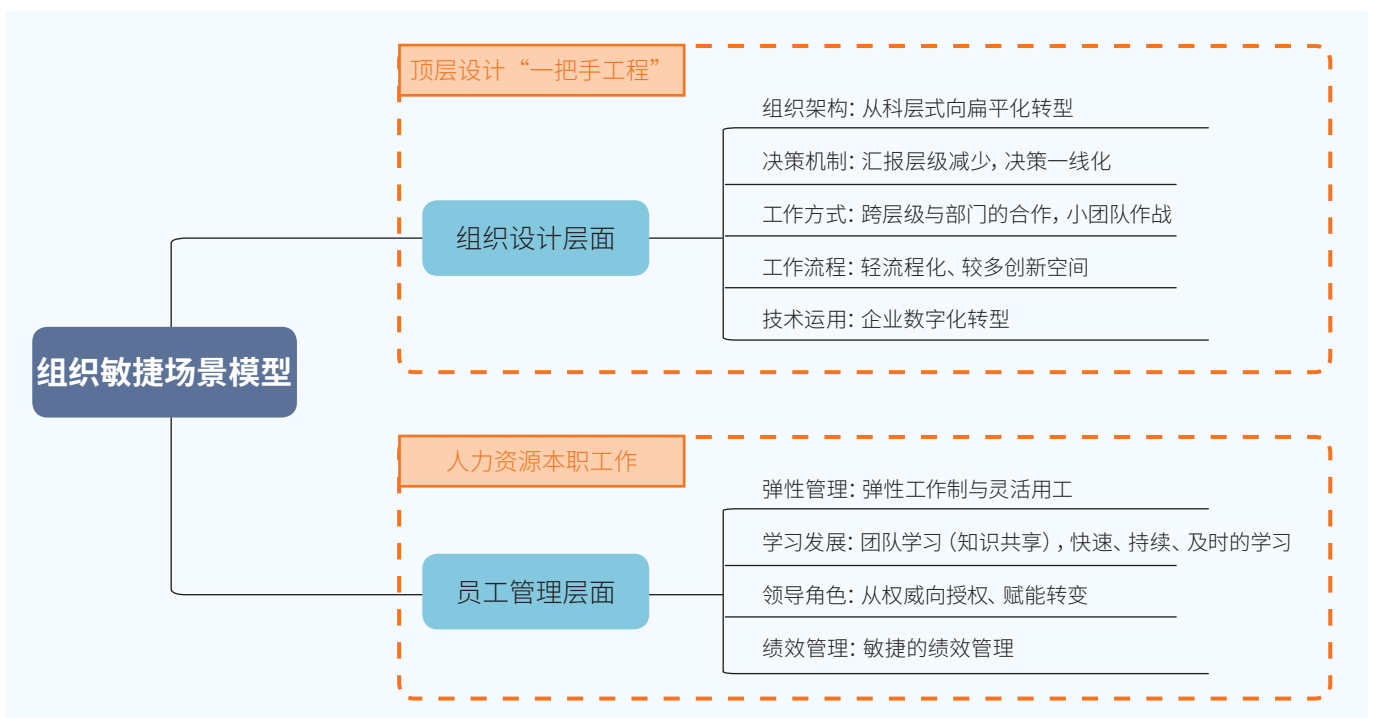 顶层设计“一把手工程”
组织架构：从科层式向扁平化转型
决策机制：汇报层级减少，决策一线化
工作方式：跨层级与部门的合作，小团队作战
组织设计层面
工作流程：轻流程化、较多创新空间
技术运用：企业数字化转型
组织敏捷场景模型
人力资源本职工作
弹性管理：弹性工作制与灵活用工
学习发展：团队学习（知识共享），快速、持续、及时的学习
员工管理层面
领导角色：从权威向授权、赋能转变
绩效管理：敏捷的绩效管理